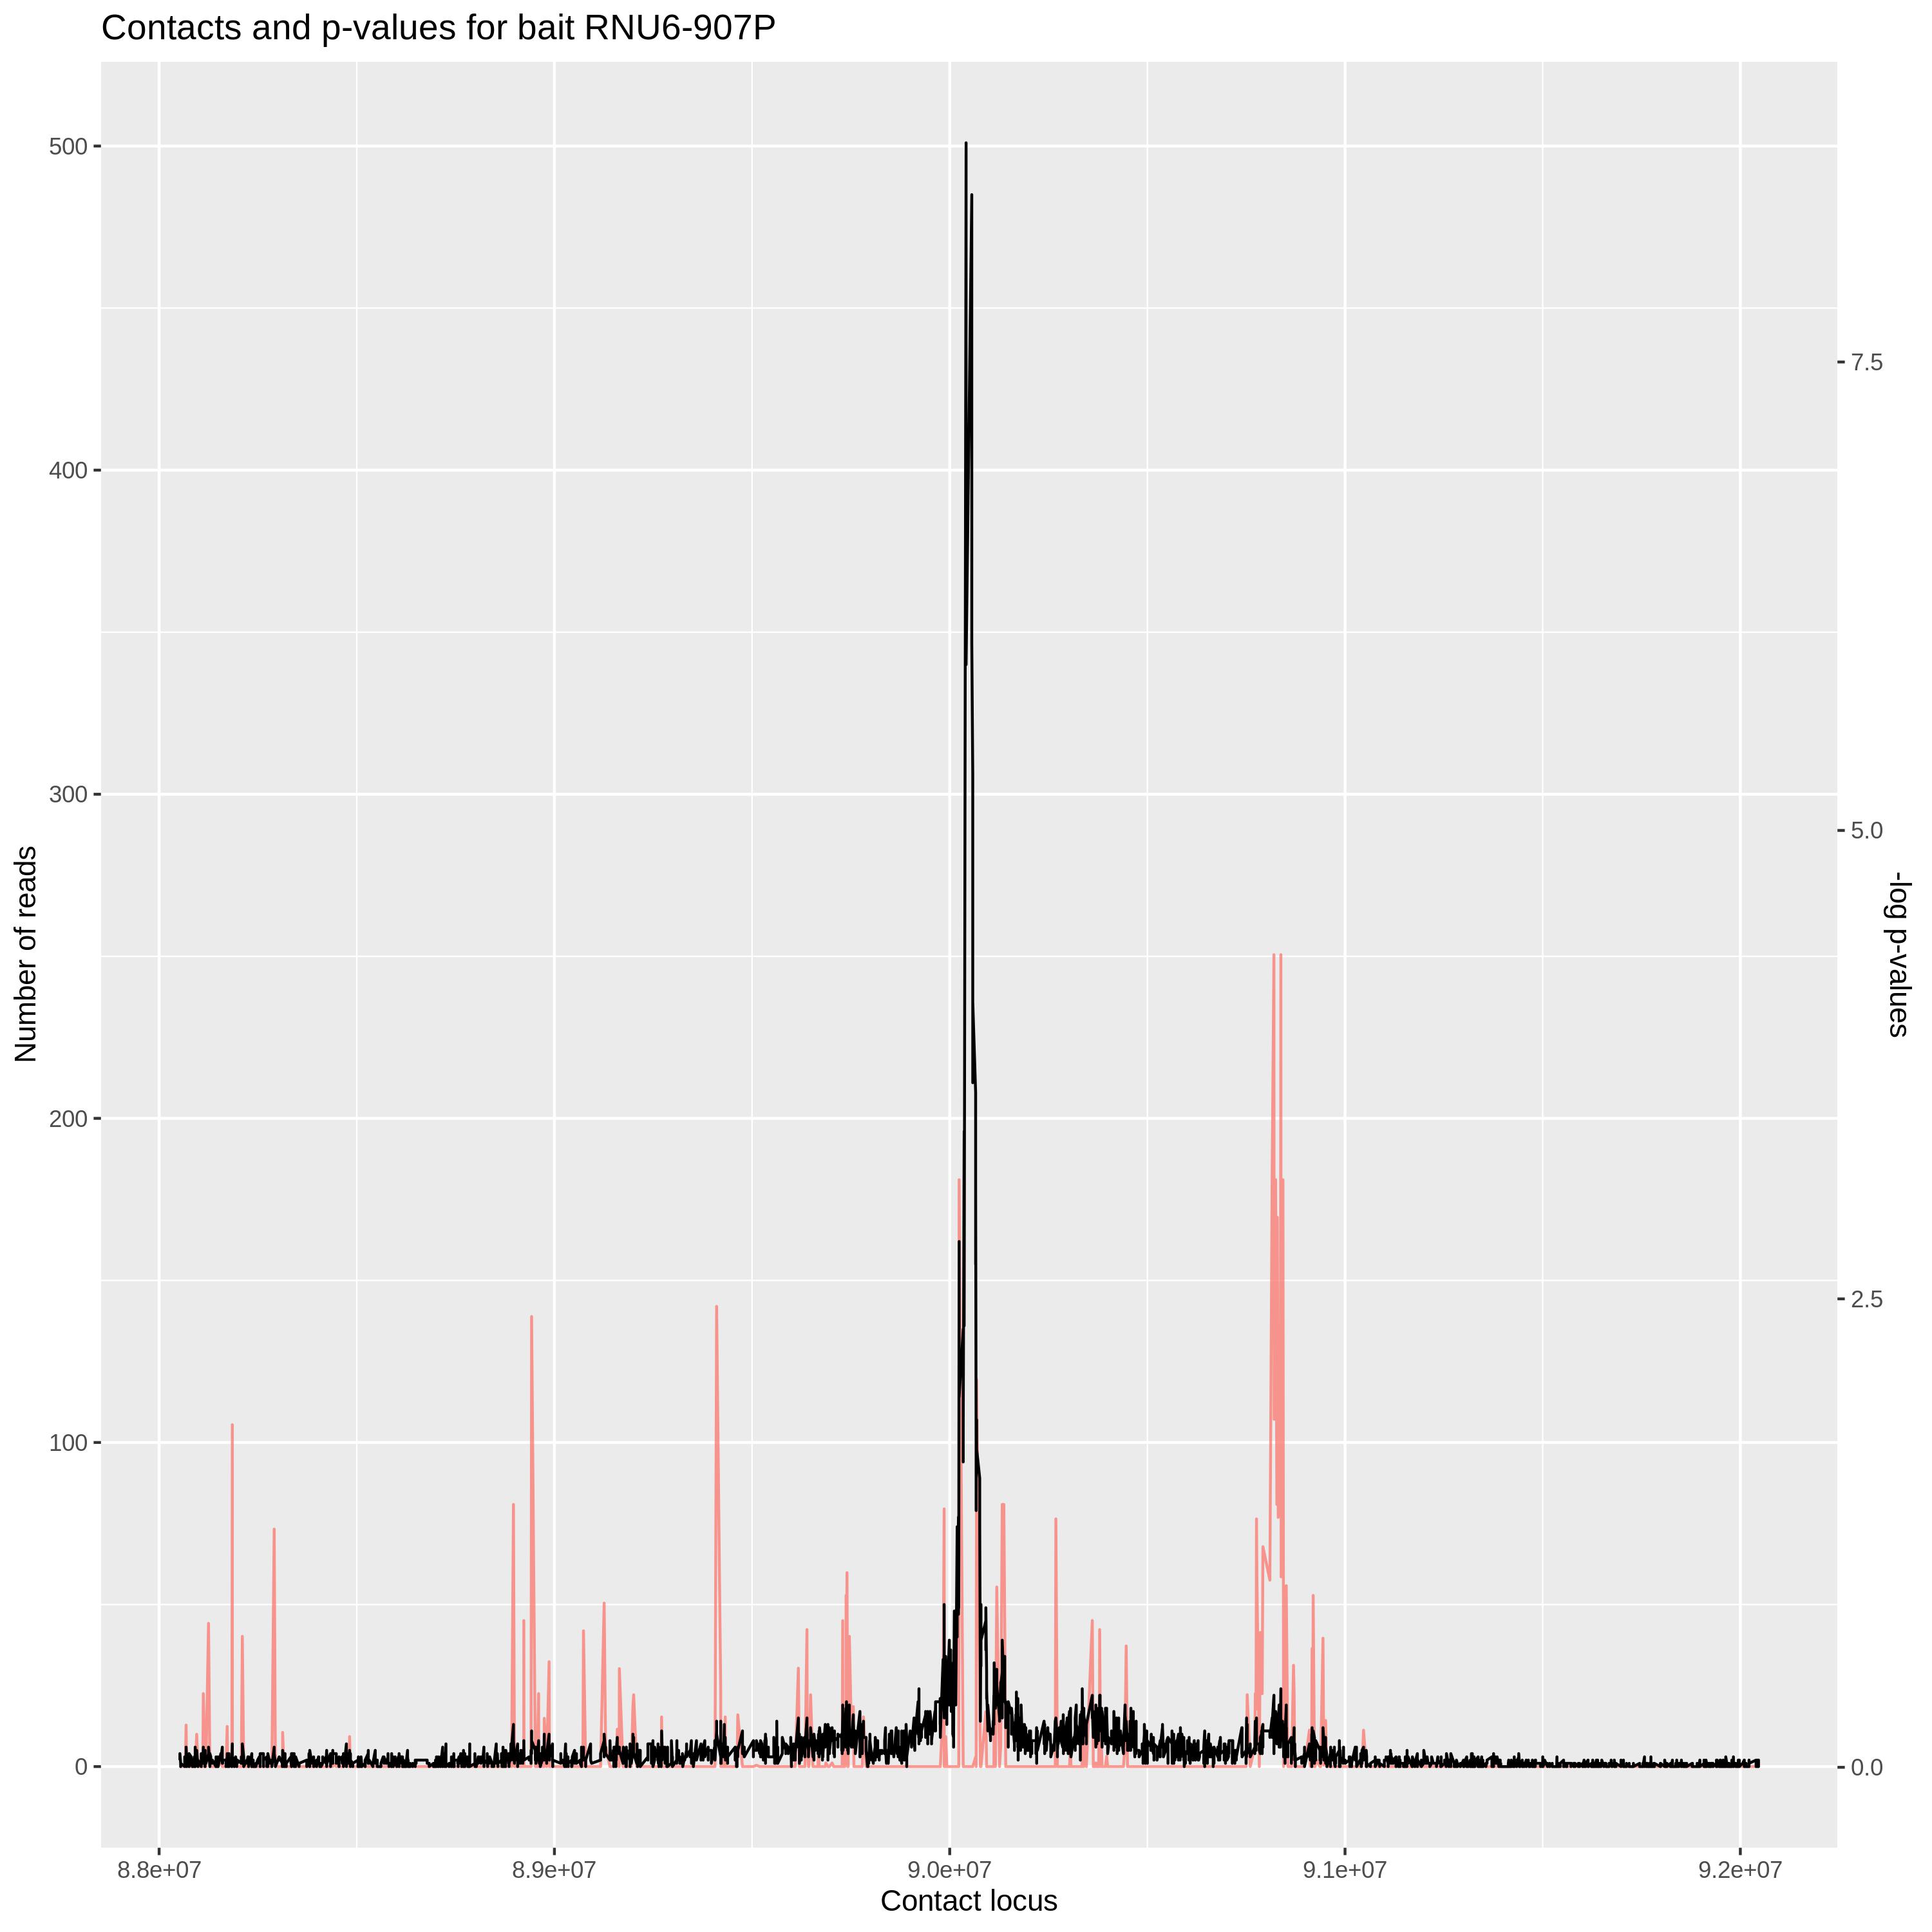 Contacts and p-values for bait RNU6-907P
500
400
300
200
100
0
Number of reads
7.5
5.0
2.5
0.0
-log p-values
8.8e+07
8.9e+07
9.0e+07
9.1e+07
9.2e+07
Contact locus